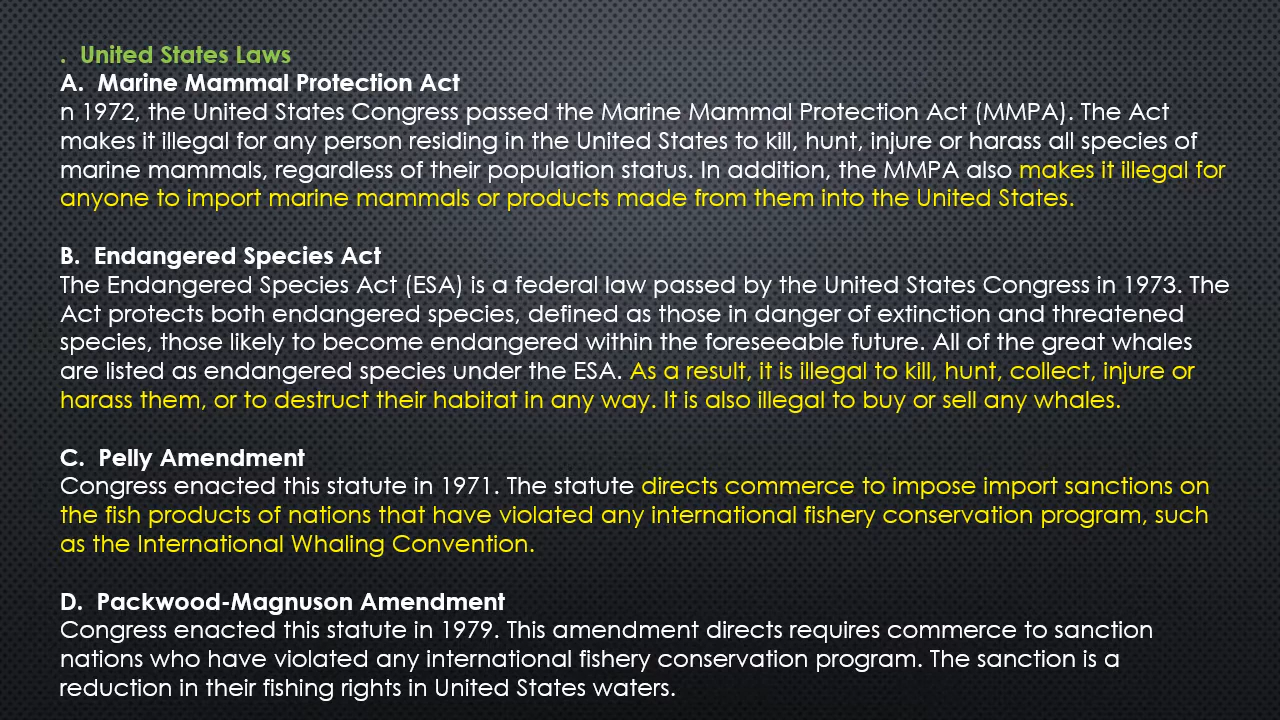 . United States Laws
A. Marine Mammal Protection Act
n 1972, the United States Congress passed the Marine Mammal Protection Act (MMPA). The Act
makes it illegal for any person residing in the United States to kill, hunt, injure or harass all species of
marine mammals, regardless of their population status. In addition, the MMPA also makes it illegal for
anyone to import marine mammals or products made from them into the United States.
B. Endangered Species Act
The Endangered Species Act (ESA) is a federal law passed by the United States Congress in 1973. The
Act protects both endangered species, defined as those in danger of extinction and threatened
species, those likely to become endangered within the foreseeable future. All of the great whales
are listed as endangered species under the ESA. As a result, it is illegal to kill, hunt, collect, injure or
harass them, or to destruct their habitat in any way. It is also illegal to buy or sell any whales.
C. Pelly Amendment
Congress enacted this statute in 1971. The statute directs commerce to impose import sanctions on
the fish products of nations that have violated any international fishery conservation program, such
as the International Whaling Convention.
D. Packwood-Magnuson Amendment
Congress enacted this statute in 1979. This amendment directs requires commerce to sanction
nations who have violated any international fishery conservation program. The sanction is a
reduction in their fishing rights in United States waters.